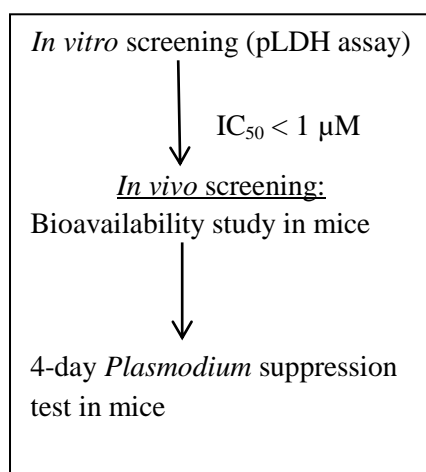 In vitro screening (pLDH assay)
IC₅₀ < 1 μM
In vivo screening:
Bioavailability study in mice
4-day Plasmodium suppression
test in mice